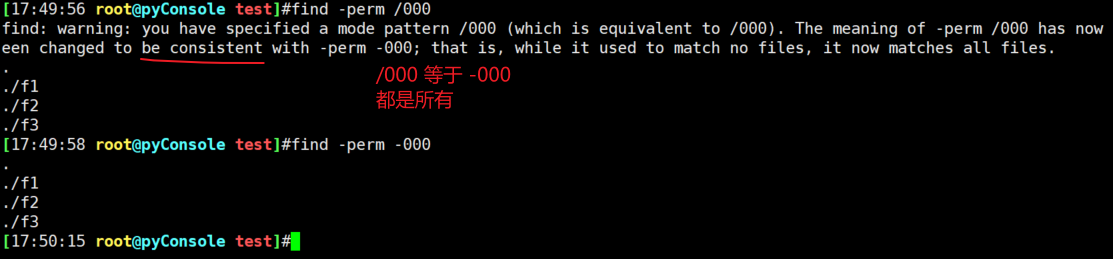 [17:49:56 root@pyConsole test]#find -perm /000
find: warning: you have specified a mode pattern /000 (which is equivalent to /000). The meaning of -perm /000 has now
een changed to be consistent with -perm -000; that is, while it used to match no files, it now matches all files.
.
/000 等于 -000
./f1
都是所有
./f2
./f3
[17:49:58 root@pyConsole test]#find -perm -000
.
./f1
./f2
./f3
[17:50:15 root@pyConsole test]#